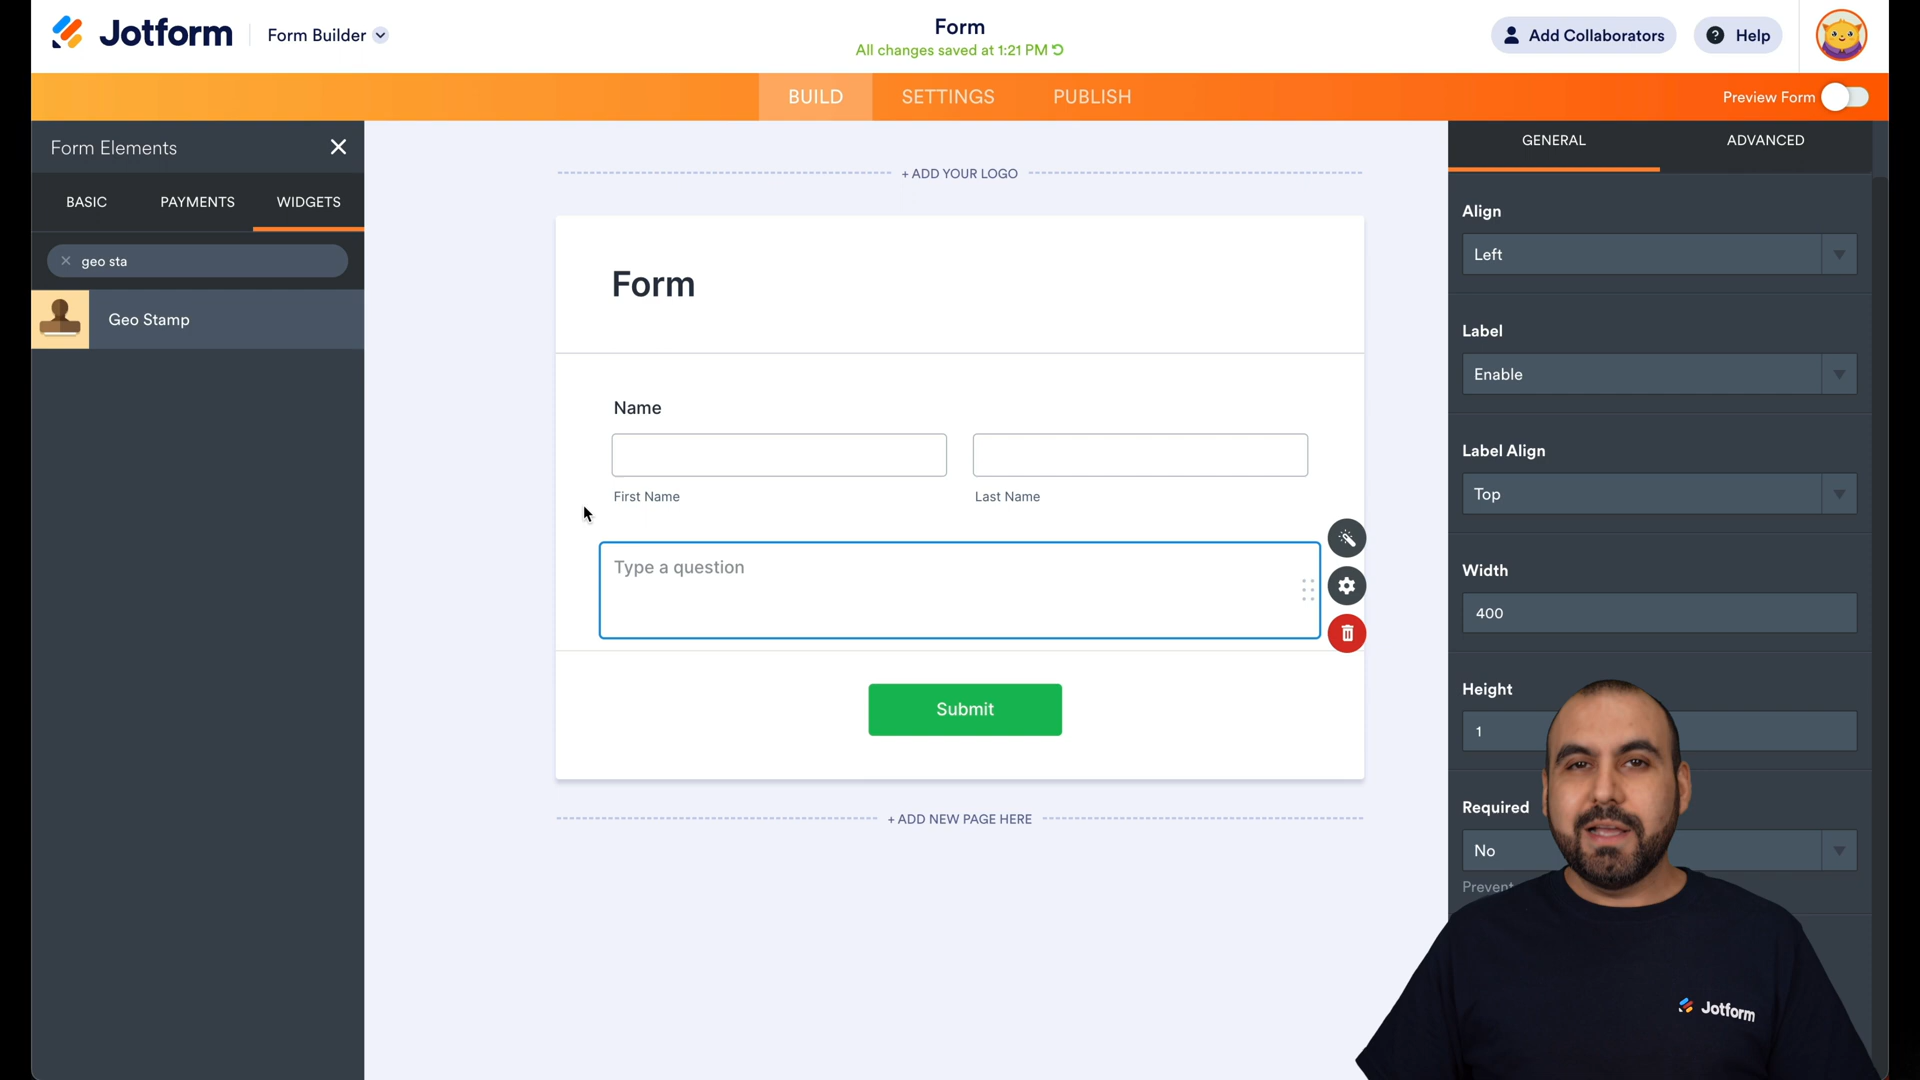 Jotform
Form Builder
Form
All changes saved at 1:21 PM
Add Collaborators
Help
BUILD
SETTINGS
PUBLISH
Preview Form
Form Elements
BASIC
PAYMENTS
WIDGETS
geo sta
Geo Stamp
+ ADD YOUR LOGO
Form
Name
First Name
Last Name
Type a question
Submit
+ ADD NEW PAGE HERE
GENERAL
ADVANCED
Align
Left
Label
Enable
Label Align
Top
Width
400
Height
1
Required
No
Prevent
Jotform